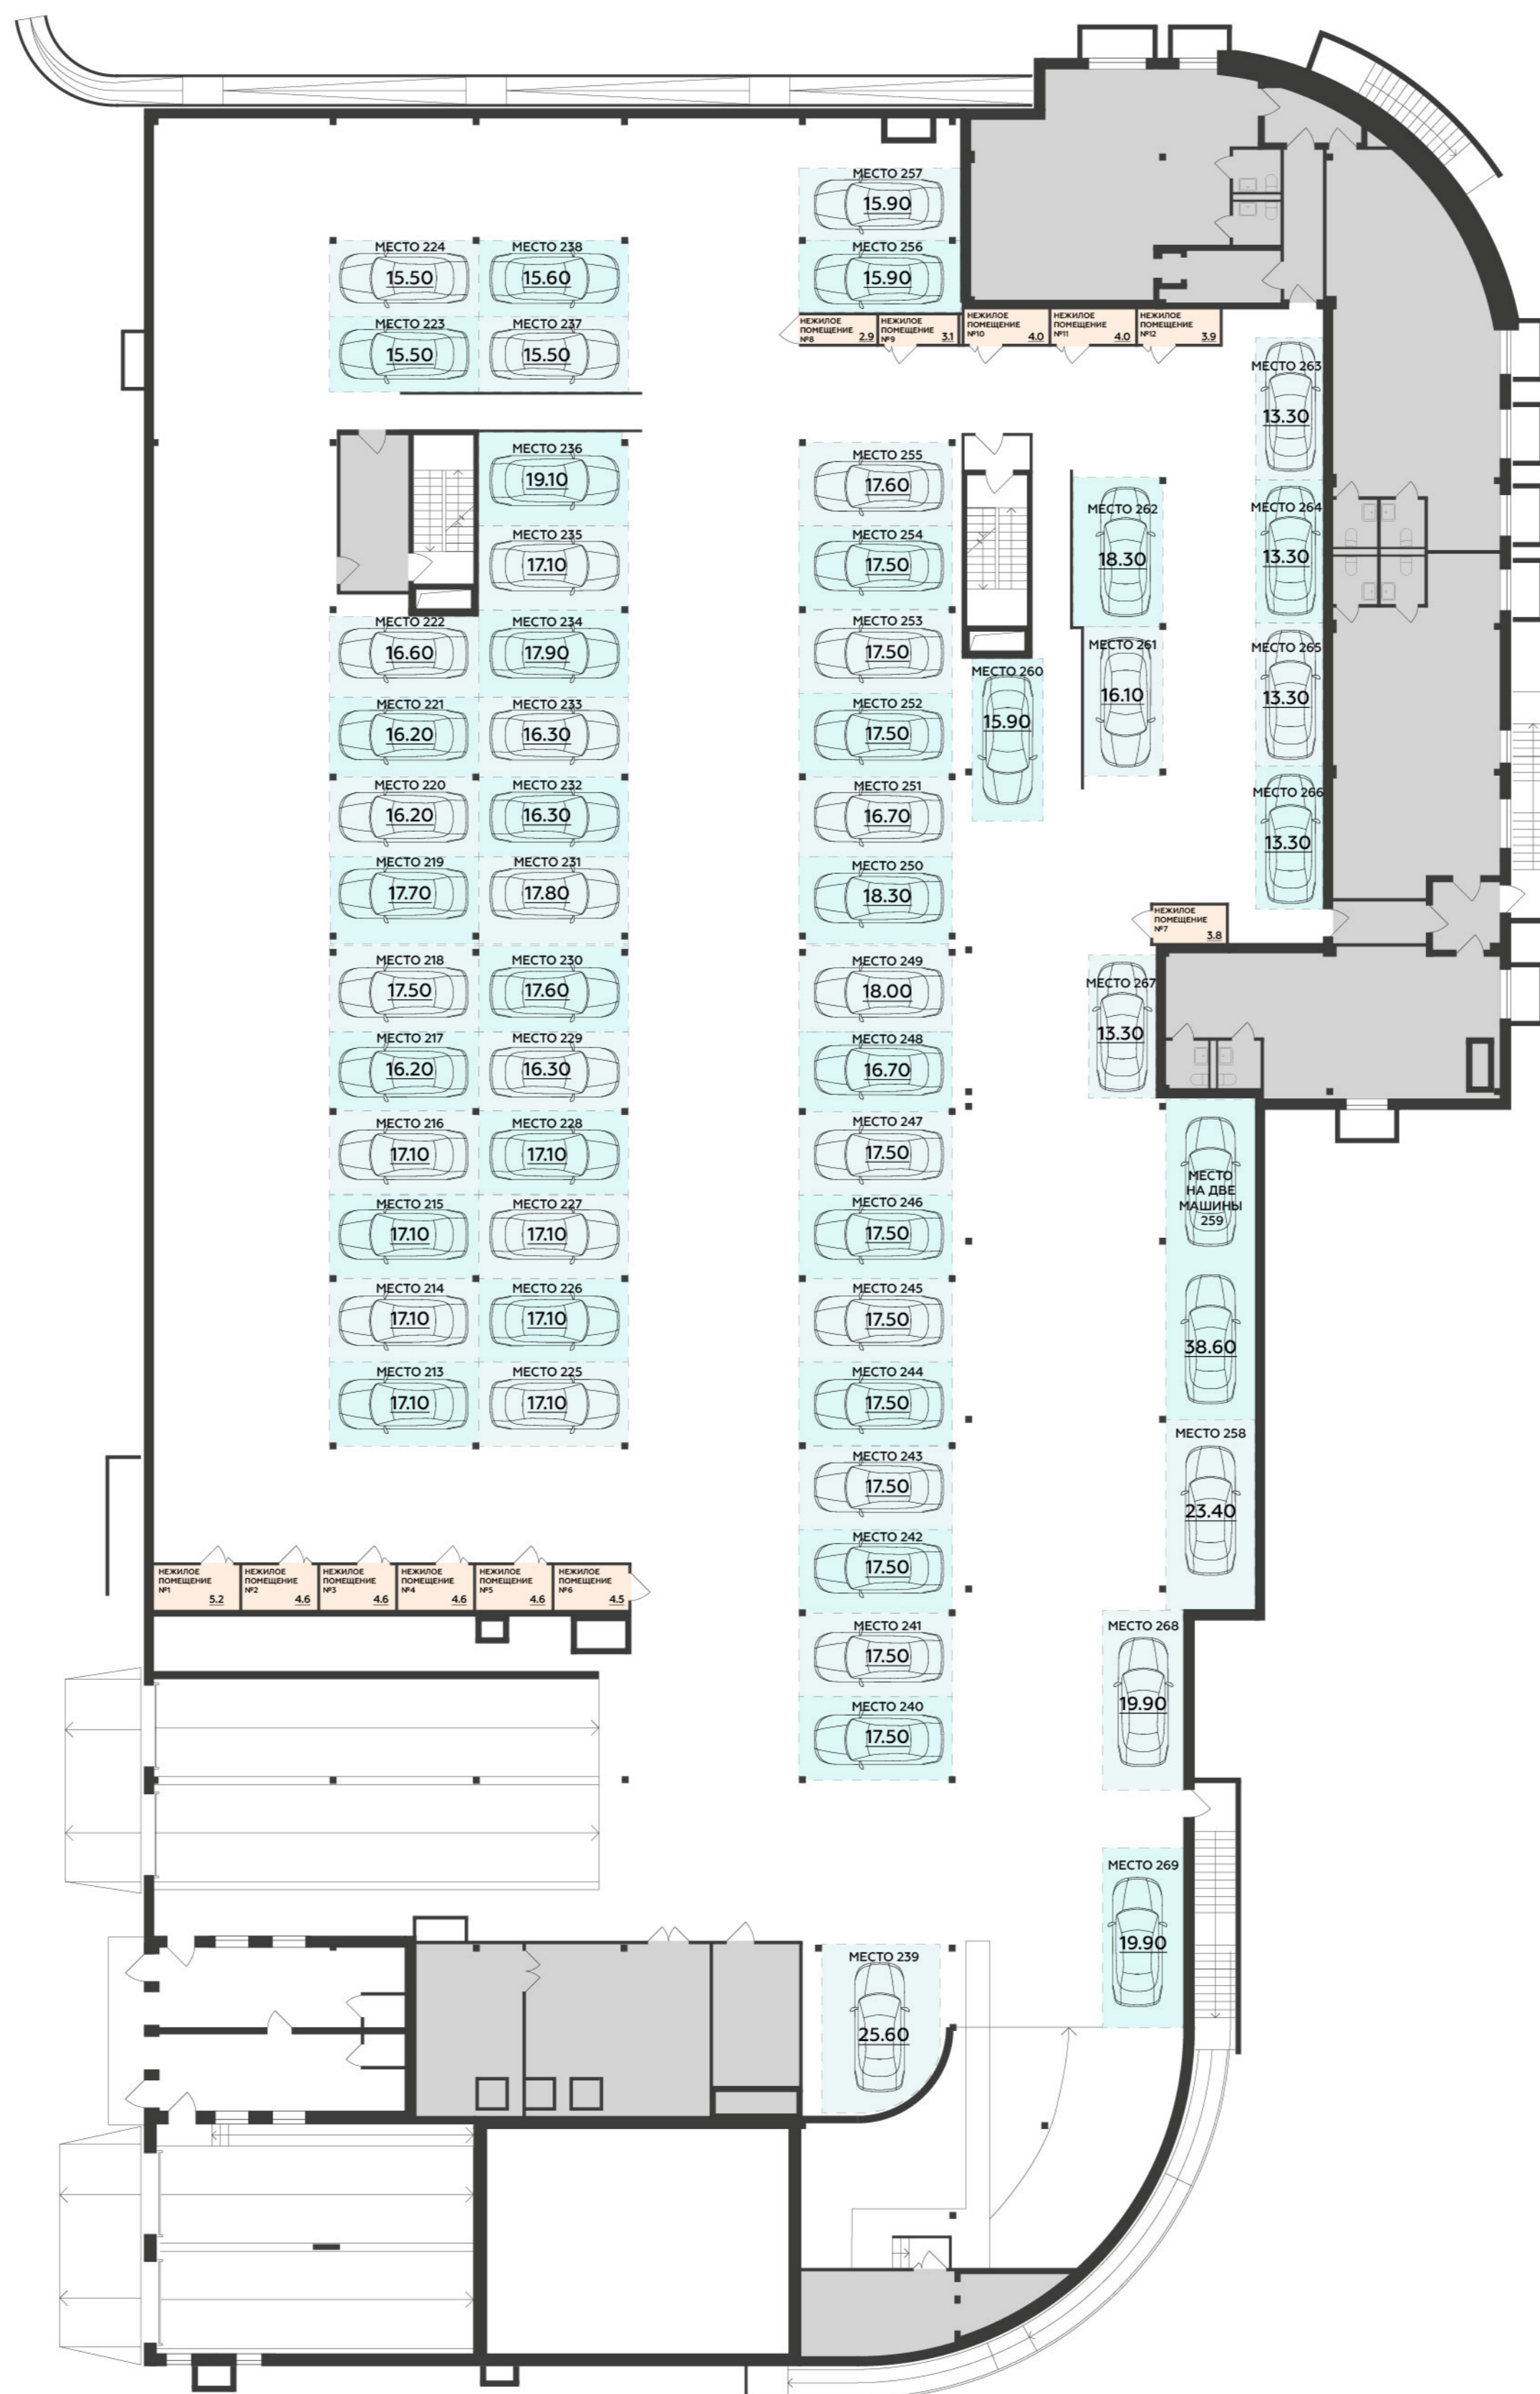 МЕСТО 257
15.90
МЕСТО 224
15.50
МЕСТО 238
15.60
МЕСТО 256
15.90
МЕСТО 223
15.50
МЕСТО 237
15.50
НЕЖИЛОЕ
ПОМЕЩЕНИЕ
№8
2.9
НЕЖИЛОЕ
ПОМЕЩЕНИЕ
№9
3.1
НЕЖИЛОЕ
ПОМЕЩЕНИЕ
№10
4.0
НЕЖИЛОЕ
ПОМЕЩЕНИЕ
№11
4.0
НЕЖИЛОЕ
ПОМЕЩЕНИЕ
№12
3.9
МЕСТО 263
13.30
МЕСТО 236
19.10
МЕСТО 255
17.60
МЕСТО 262
18.30
МЕСТО 264
13.30
МЕСТО 235
17.10
МЕСТО 254
17.50
МЕСТО 222
16.60
МЕСТО 234
17.90
МЕСТО 253
17.50
МЕСТО 261
16.10
МЕСТО 265
13.30
МЕСТО 260
15.90
МЕСТО 221
16.20
МЕСТО 233
16.30
МЕСТО 252
17.50
МЕСТО 220
16.20
МЕСТО 232
16.30
МЕСТО 251
16.70
МЕСТО 266
13.30
МЕСТО 219
17.70
МЕСТО 231
17.80
МЕСТО 250
18.30
НЕЖИЛОЕ
ПОМЕЩЕНИЕ
№7
3.8
МЕСТО 218
17.50
МЕСТО 230
17.60
МЕСТО 249
18.00
МЕСТО 267
13.30
МЕСТО 217
16.20
МЕСТО 229
16.30
МЕСТО 248
16.70
МЕСТО 216
17.10
МЕСТО 228
17.10
МЕСТО 247
17.50
МЕСТО
НА ДВЕ
МАШИНЫ
259
38.60
МЕСТО 215
17.10
МЕСТО 227
17.10
МЕСТО 246
17.50
МЕСТО 214
17.10
МЕСТО 226
17.10
МЕСТО 245
17.50
МЕСТО 213
17.10
МЕСТО 225
17.10
МЕСТО 244
17.50
МЕСТО 258
23.40
МЕСТО 243
17.50
МЕСТО 242
17.50
НЕЖИЛОЕ
ПОМЕЩЕНИЕ
№1
5.2
НЕЖИЛОЕ
ПОМЕЩЕНИЕ
№2
4.6
НЕЖИЛОЕ
ПОМЕЩЕНИЕ
№3
4.6
НЕЖИЛОЕ
ПОМЕЩЕНИЕ
№4
4.6
НЕЖИЛОЕ
ПОМЕЩЕНИЕ
№5
4.6
НЕЖИЛОЕ
ПОМЕЩЕНИЕ
№6
4.5
МЕСТО 241
17.50
МЕСТО 268
19.90
МЕСТО 240
17.50
МЕСТО 269
19.90
МЕСТО 239
25.60